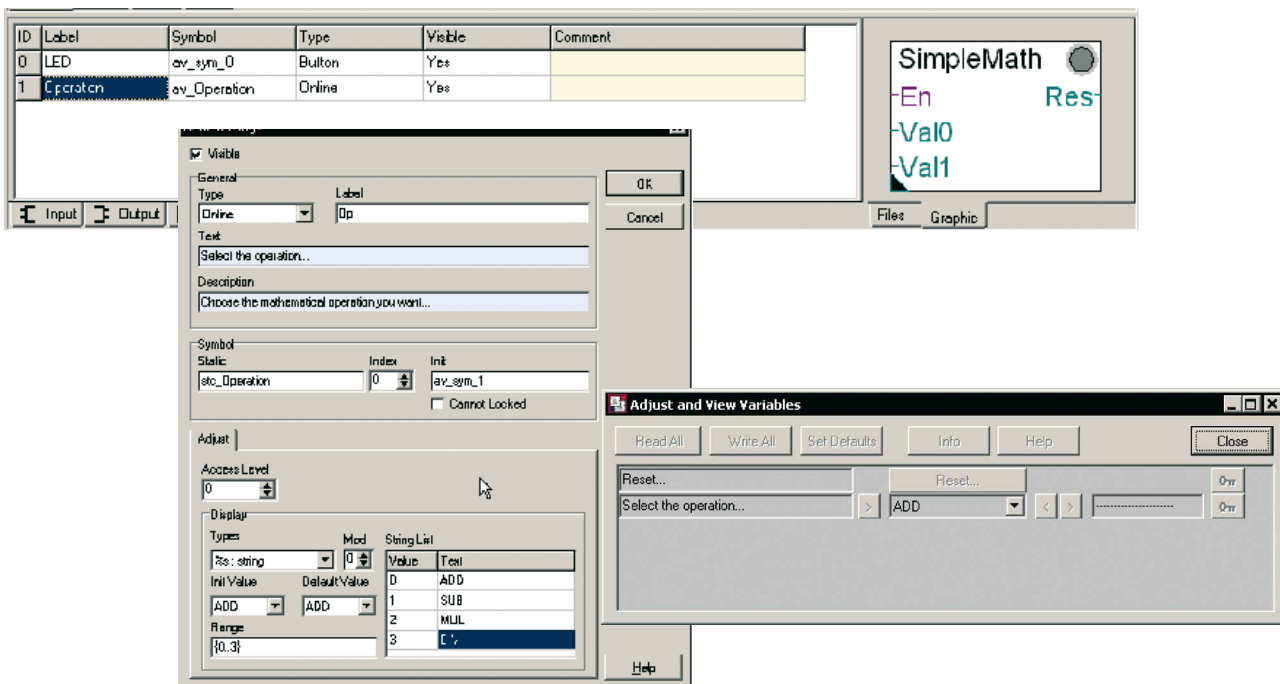 ID Label Symbol Type Visible Comment
0 LED av_sym_0 Button Yes
1 Operation av_Operation Online Yes
Input Output
SimpleMath
En Res
Val0
Val1
Files Graphic
Visible
General
Type Label
Online Op
Text
Select the operation...
Description
Choose the mathematical operation you want...
OK
Cancel
Symbol
Static Index Init
stc_Operation 0 av_sym_1
Cannot Locked
Adjust
Access Level
0
Display
Types Mod String List
%s : string 0 Value Text
Init Value Default Value 0 ADD
ADD ADD 1 SUB
Range 2 MUL
{0..3} 3
Help
Adjust and View Variables
Read All Write All Set Defaults Info Help Close
Reset... Reset...
Select the operation... > ADD < > --------------------